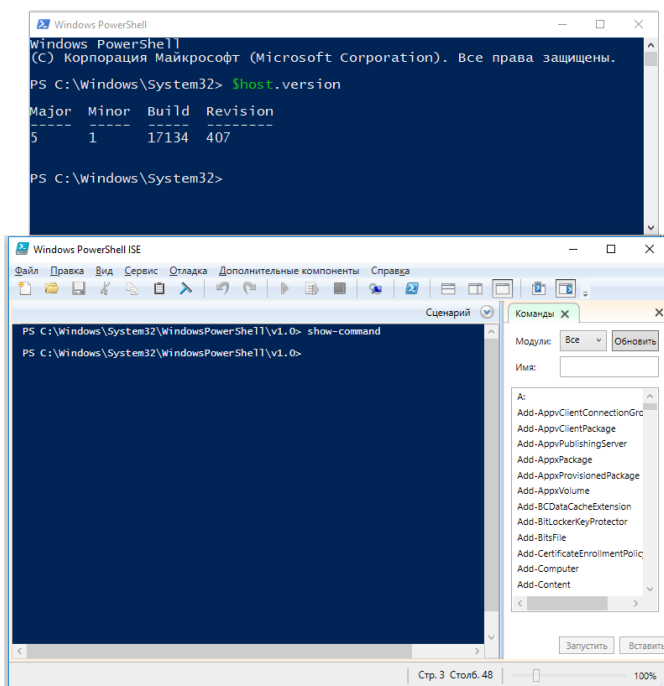 Windows PowerShell
Windows PowerShell
(C) Корпорация Майкрософт (Microsoft Corporation). Все права защищены.
PS C:\Windows\System32> $host.version
Major Minor Build Revision
----- ----- ----- --------
5 1 17134 407
PS C:\Windows\System32>
Windows PowerShell ISE
Файл Правка Вид Сервис Отладка Дополнительные компоненты Справка
Сценарий
PS C:\Windows\System32\WindowsPowerShell\v1.0> show-command
PS C:\Windows\System32\WindowsPowerShell\v1.0>
Команды
Модули: Все Обновить
Имя:
A:
Add-AppvClientConnectionGro
Add-AppvClientPackage
Add-AppvPublishingServer
Add-AppxPackage
Add-AppxProvisionedPackage
Add-AppxVolume
Add-BCDataCacheExtension
Add-BitLockerKeyProtector
Add-BitsFile
Add-CertificateEnrollmentPolic
Add-Computer
Add-Content
Запустить Вставить
Стр. 3 Столб. 48 100%